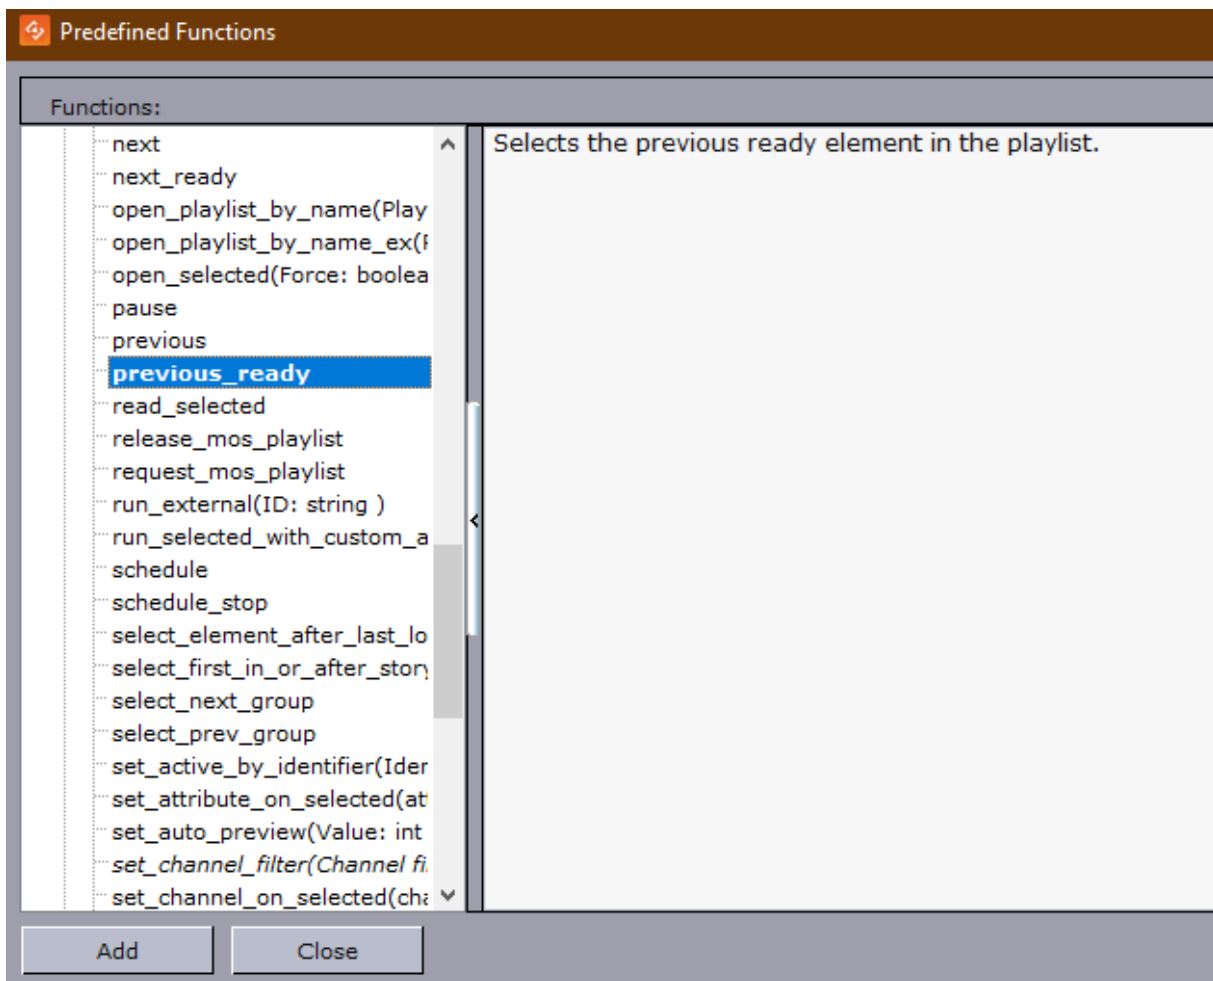 Predefined Functions
Functions:
next
next_ready
open_playlist_by_name(Play
open_playlist_by_name_ex(
open_selected(Force: boolea
pause
previous
previous_ready
read_selected
release_mos_playlist
request_mos_playlist
run_external(ID: string )
run_selected_with_custom_a
schedule
schedule_stop
select_element_after_last_lo
select_first_in_or_after_story
select_next_group
select_prev_group
set_active_by_identifier(Iden
set_attribute_on_selected(at
set_auto_preview(Value: int
set_channel_filter(Channel fi
set_channel_on_selected(cha
Selects the previous ready element in the playlist.
Add
Close